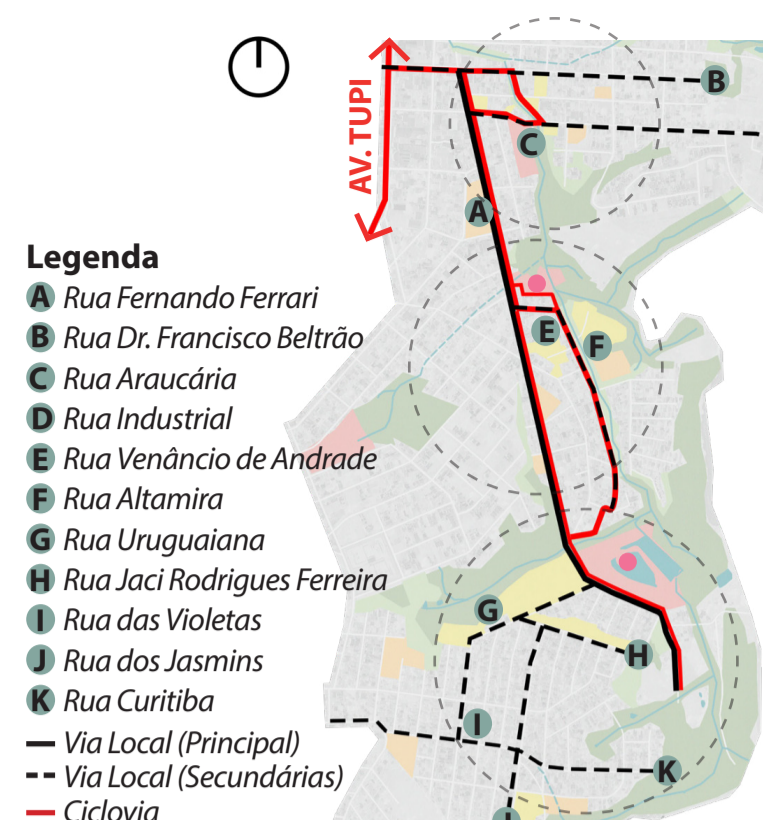 AV. TUPI
B
C
A
E
F
G
H
I
K
J
Legenda
A Rua Fernando Ferrari
B Rua Dr. Francisco Beltrão
C Rua Araucária
D Rua Industrial
E Rua Venâncio de Andrade
F Rua Altamira
G Rua Uruguaiana
H Rua Jaci Rodrigues Ferreira
I Rua das Violetas
J Rua dos Jasmins
K Rua Curitiba
Via Local (Principal)
Via Local (Secundárias)
Ciclovia